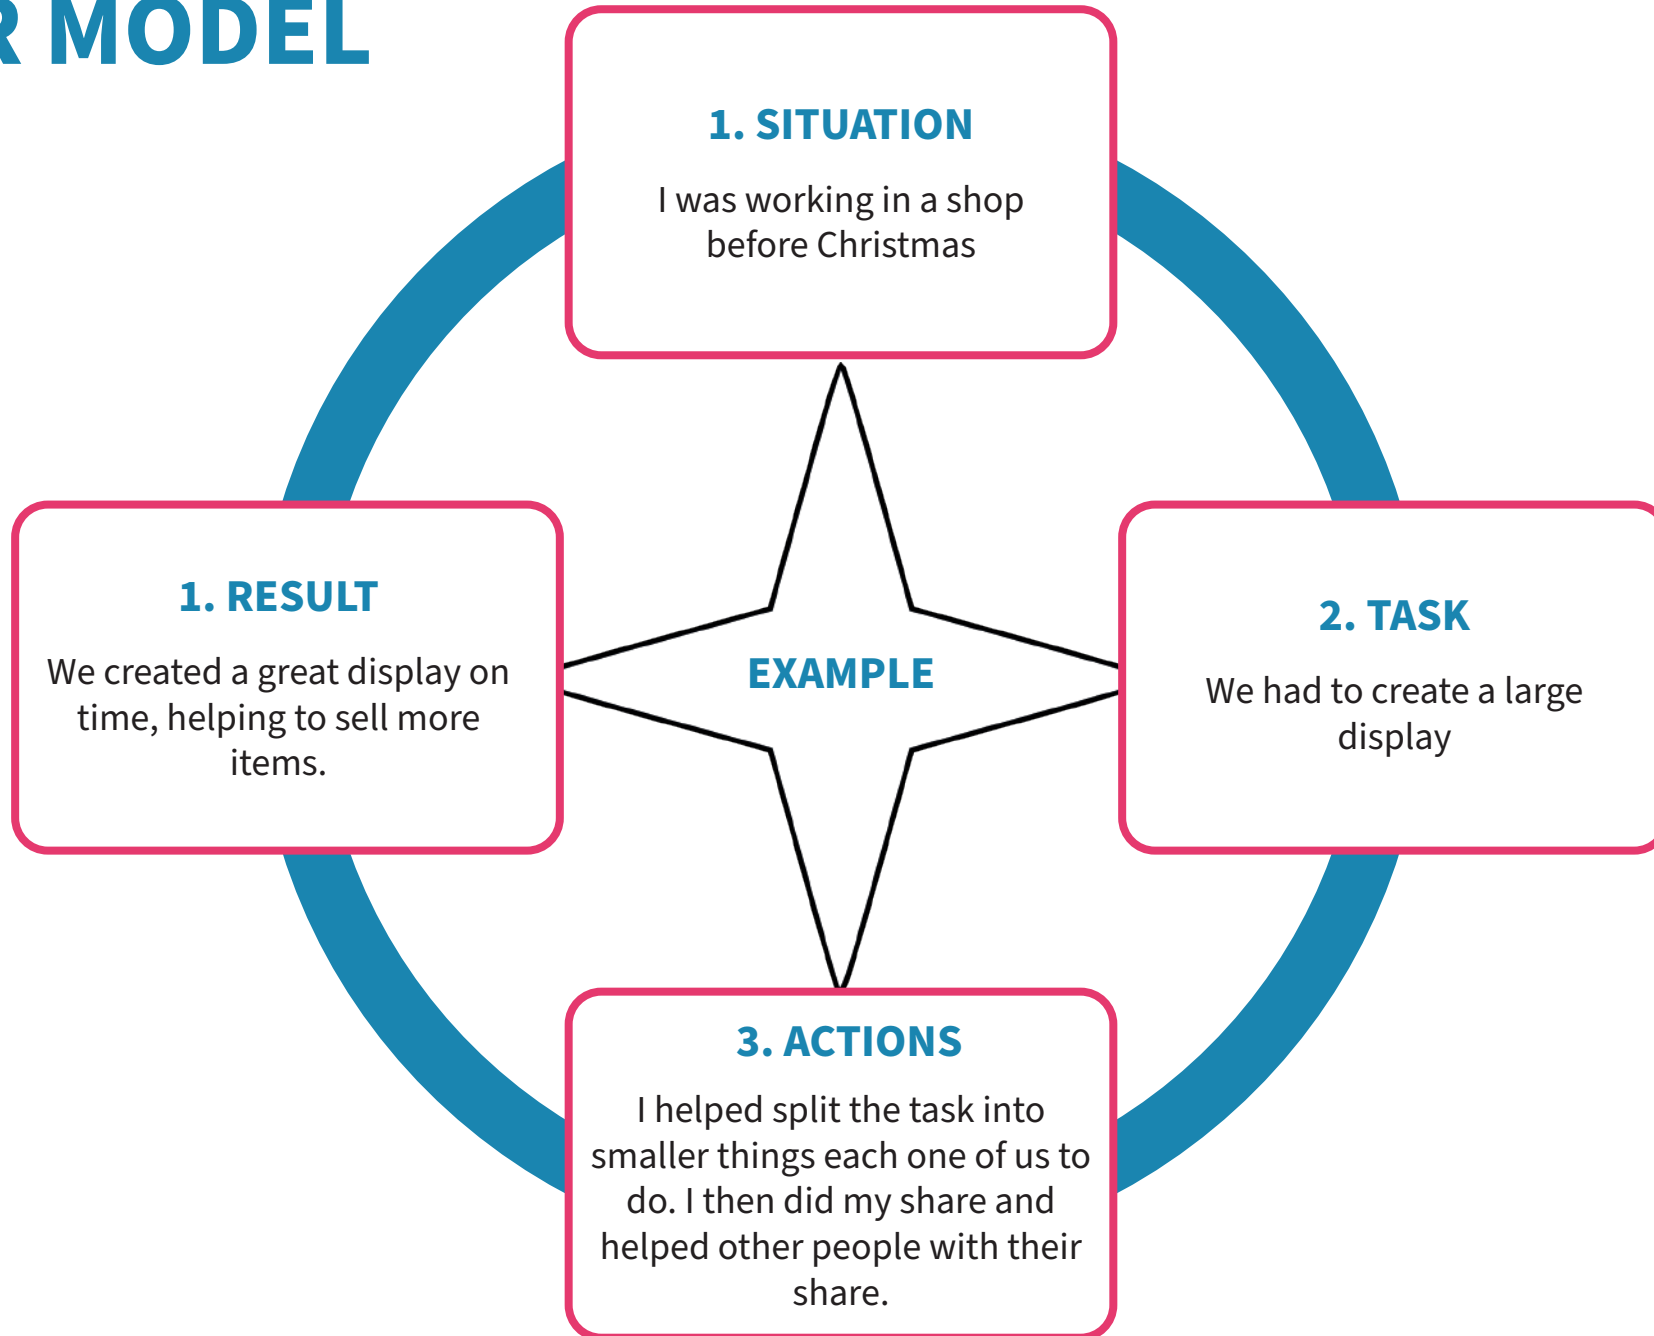 R MODEL
1. SITUATION
I was working in a shop
before Christmas
2. TASK
We had to create a large
display
3. ACTIONS
I helped split the task into
smaller things each one of us to
do. I then did my share and
helped other people with their
share.
1. RESULT
We created a great display on
time, helping to sell more
items.
EXAMPLE